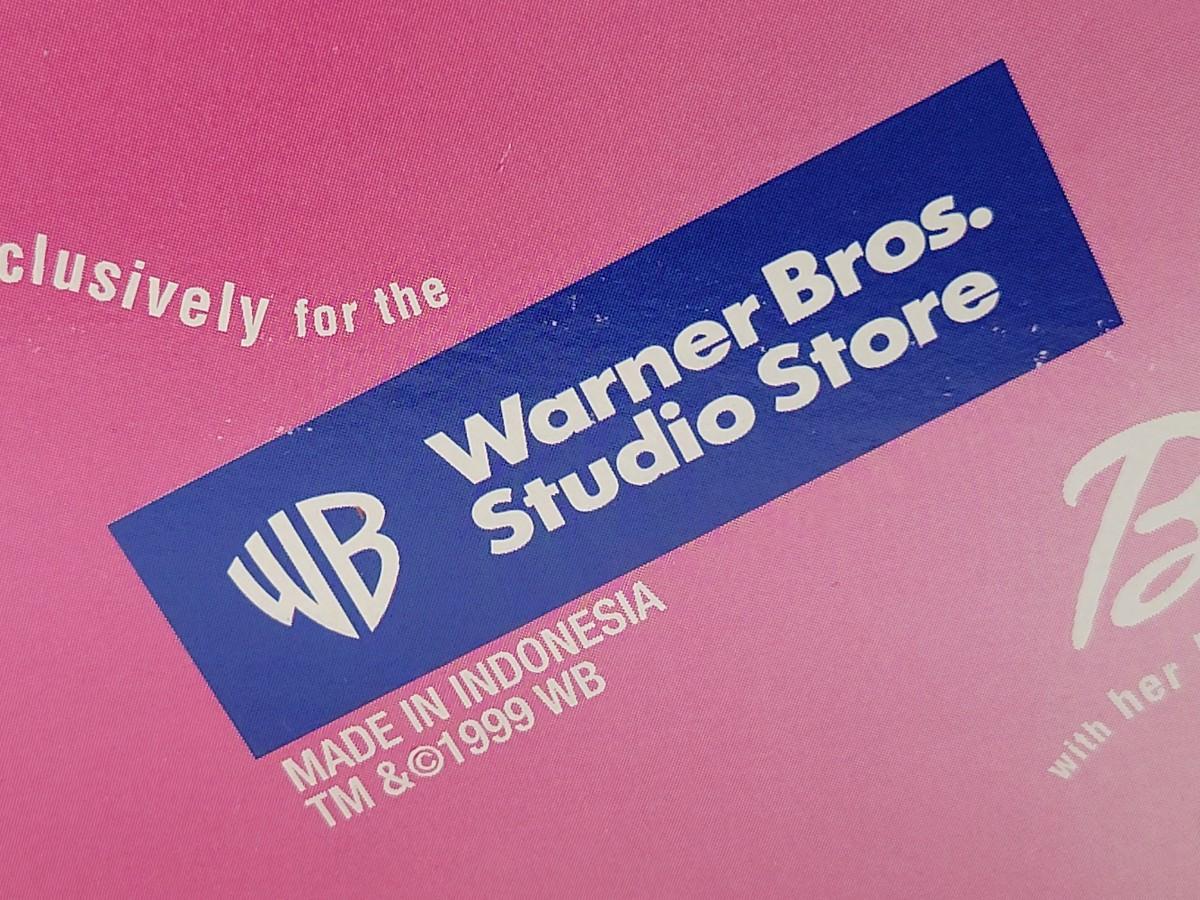 clusively for the
WB
Warner Bros.
Studio Store
MADE IN INDONESIA
TM &©1999 WB
B
with her